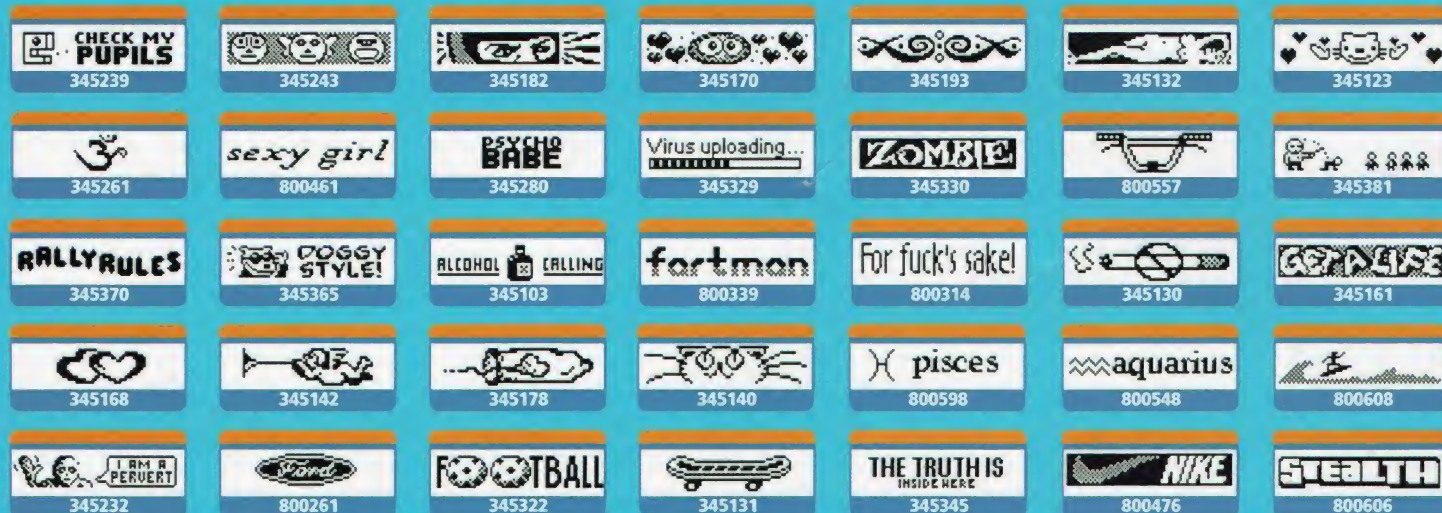 CHECK MY
PUPILS
345239
345243
345182
345170
345193
345132
345123
345261
sexy girl
800461
PSYCHO
BABE
345280
Virus uploading...
345329
ZOMBIE
345330
800557
345381
RALLYRULES
345370
DOGGY
STYLE!
345365
ALCOHOL CALLING
345103
fartman
800339
For fuck's sake!
800314
345130
GET A LIFE
345161
345168
345142
345178
345140
pisces
800598
aquarius
800548
800608
I AM A
PERVERT
345232
Ford
800261
FOOTBALL
345322
345131
THE TRUTH IS
INSIDE HERE
345345
NIKE
800476
STEALTH
800606